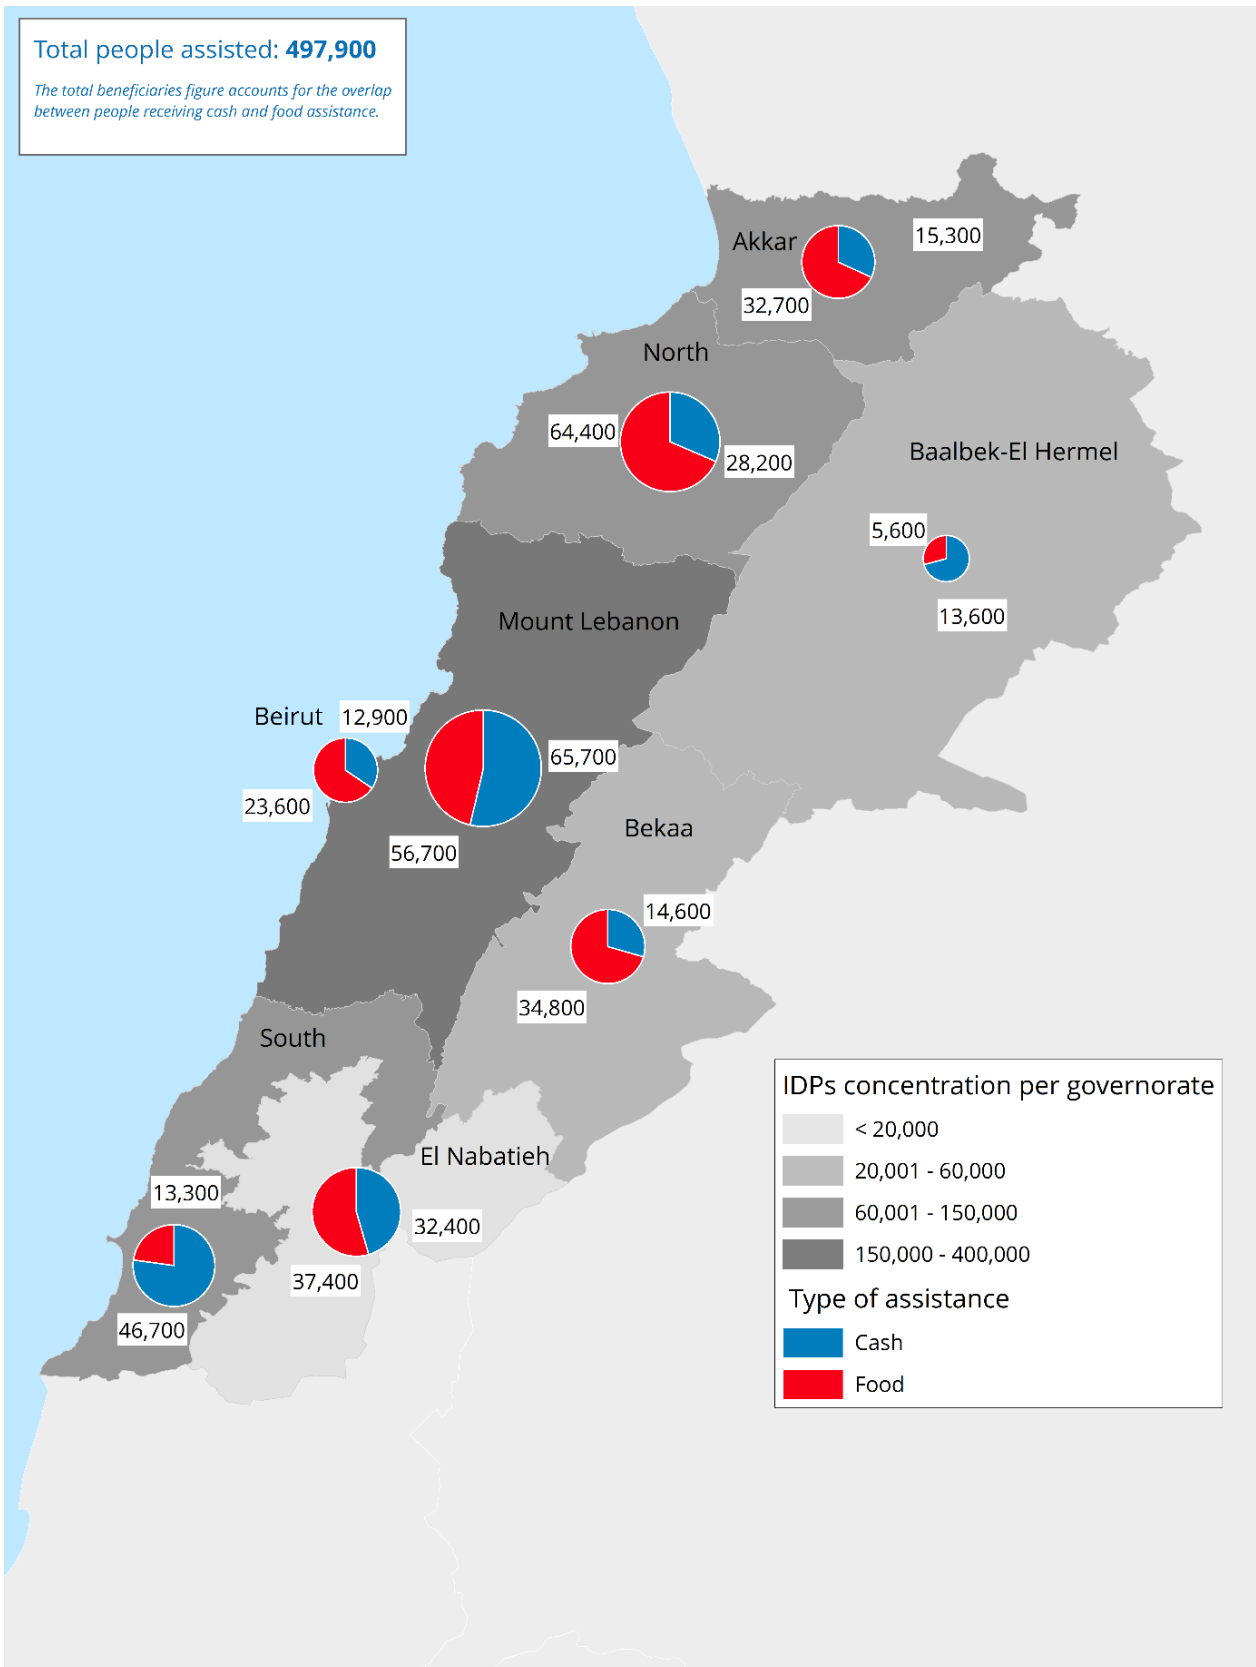 Total people assisted: 497,900
The total beneficiaries figure accounts for the overlap
between people receiving cash and food assistance.
Akkar
15,300
32,700
North
64,400
28,200
Baalbek-El Hermel
5,600
13,600
Mount Lebanon
Beirut
12,900
65,700
23,600
56,700
Bekaa
14,600
34,800
South
El Nabatieh
13,300
32,400
37,400
46,700
IDPs concentration per governorate
< 20,000
20,001 - 60,000
60,001 - 150,000
150,000 - 400,000
Type of assistance
Cash
Food